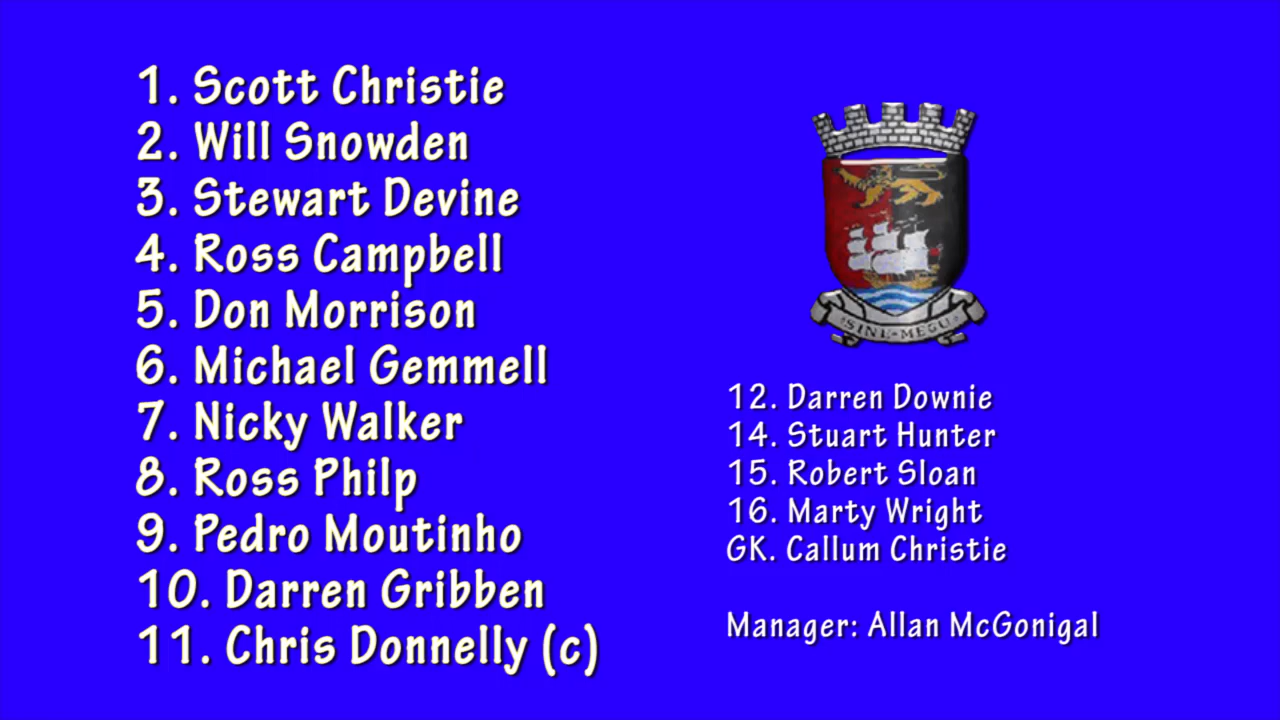 1. Scott Christie
2. Will Snowden
3. Stewart Devine
4. Ross Campbell
5. Don Morrison
6. Michael Gemmell
7. Nicky Walker
8. Ross Philp
9. Pedro Moutinho
10. Darren Gribben
11. Chris Donnelly (c)
SINE-METU
12. Darren Downie
14. Stuart Hunter
15. Robert Sloan
16. Marty Wright
GK. Callum Christie
Manager: Allan McGonigal